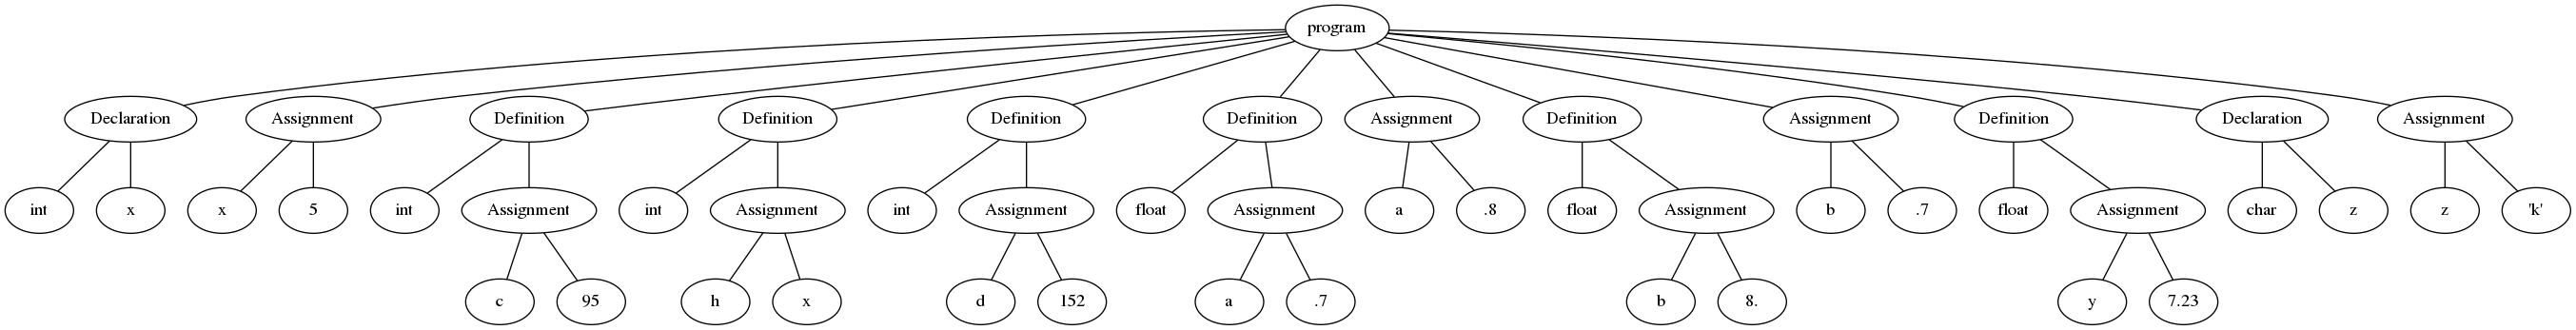 program
Declaration Assignment Definition Definition Definition Definition Assignment Definition Assignment Definition Declaration Assignment
int x x 5 int Assignment int Assignment int Assignment float Assignment a .8 float Assignment b .7 float Assignment char z z 'k'
c 95 h x d 152 a .7 b 8. y 7.23